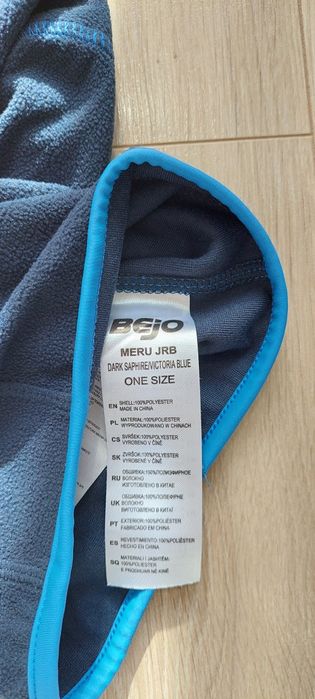 BEJO
MERU JRB
DARK SAPHIRE/VICTORIA BLUE
ONE SIZE
EN SHELL:100%POLYESTER
MADE IN CHINA
PL MATERIAŁ:100%POLIESTER
WYPRODUKOWANO W CHINACH
CS SVRŠEK:100%POLYESTER
VYROBENO V ČÍNĚ
SK ZVRŠOK:100%POLYESTER
VYROBENÉ V ČÍNE
RU ОБШИВКА:100%ПОЛИЭФИРНОЕ
ВОЛОКНО
ИЗГОТОВЛЕНО В КИТАЕ
UK ОБШИВКА:100%ПОЛІЕФІРНЕ
ВОЛОКНО
ВИГОТОВЛЕНО В КИТАЇ
PT EXTERIOR:100%POLIÉSTER
FABRICADO EM CHINA
ES REVESTIMIENTO:100%POLIÉSTER
HECHO EN CHINA
SQ MATERIALI I JASHTËM:
100%POLIESTER
E PRODHUAR NË KINË